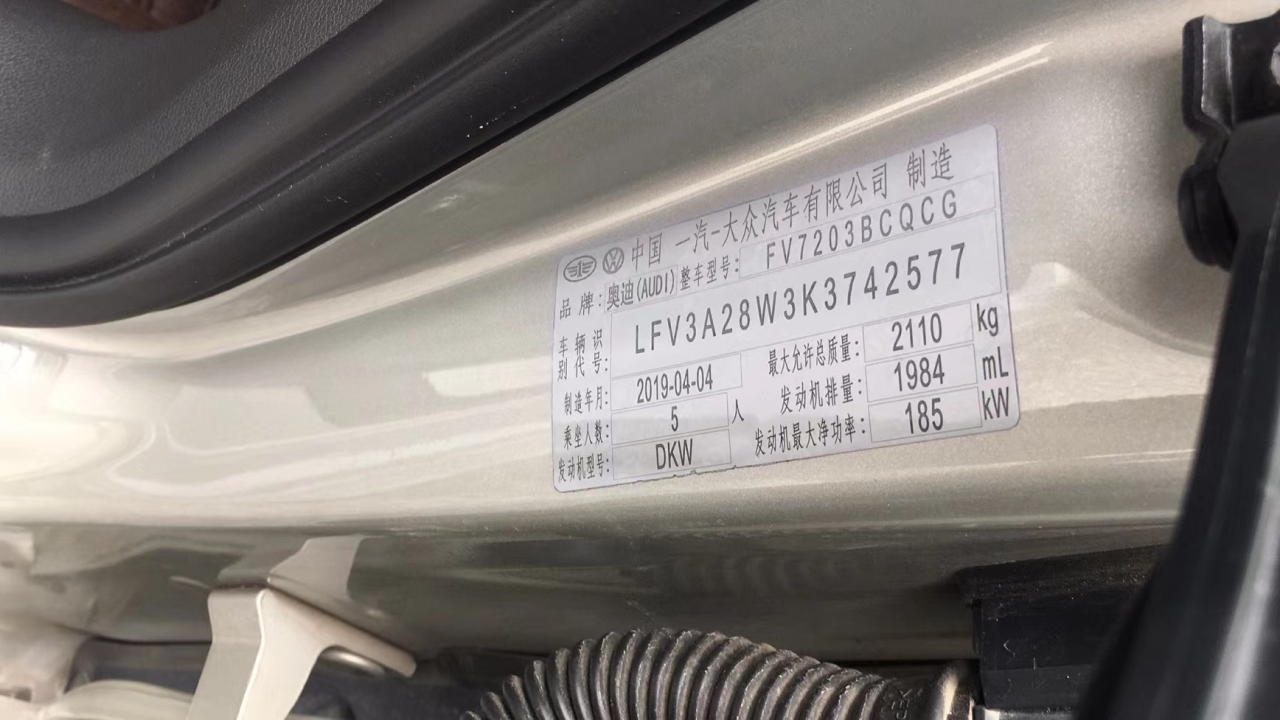 中国 一汽-大众汽车有限公司 制造
品牌:奥迪(AUDI) 整车型号: FV7203BCQCG
车辆识别代号: LFV3A28W3K3742577
制造年月: 2019-04-04 最大允许总质量: 2110 kg
乘坐人数: 5 人 发动机排量: 1984 mL
发动机型号: DKW 发动机最大净功率: 185 kW